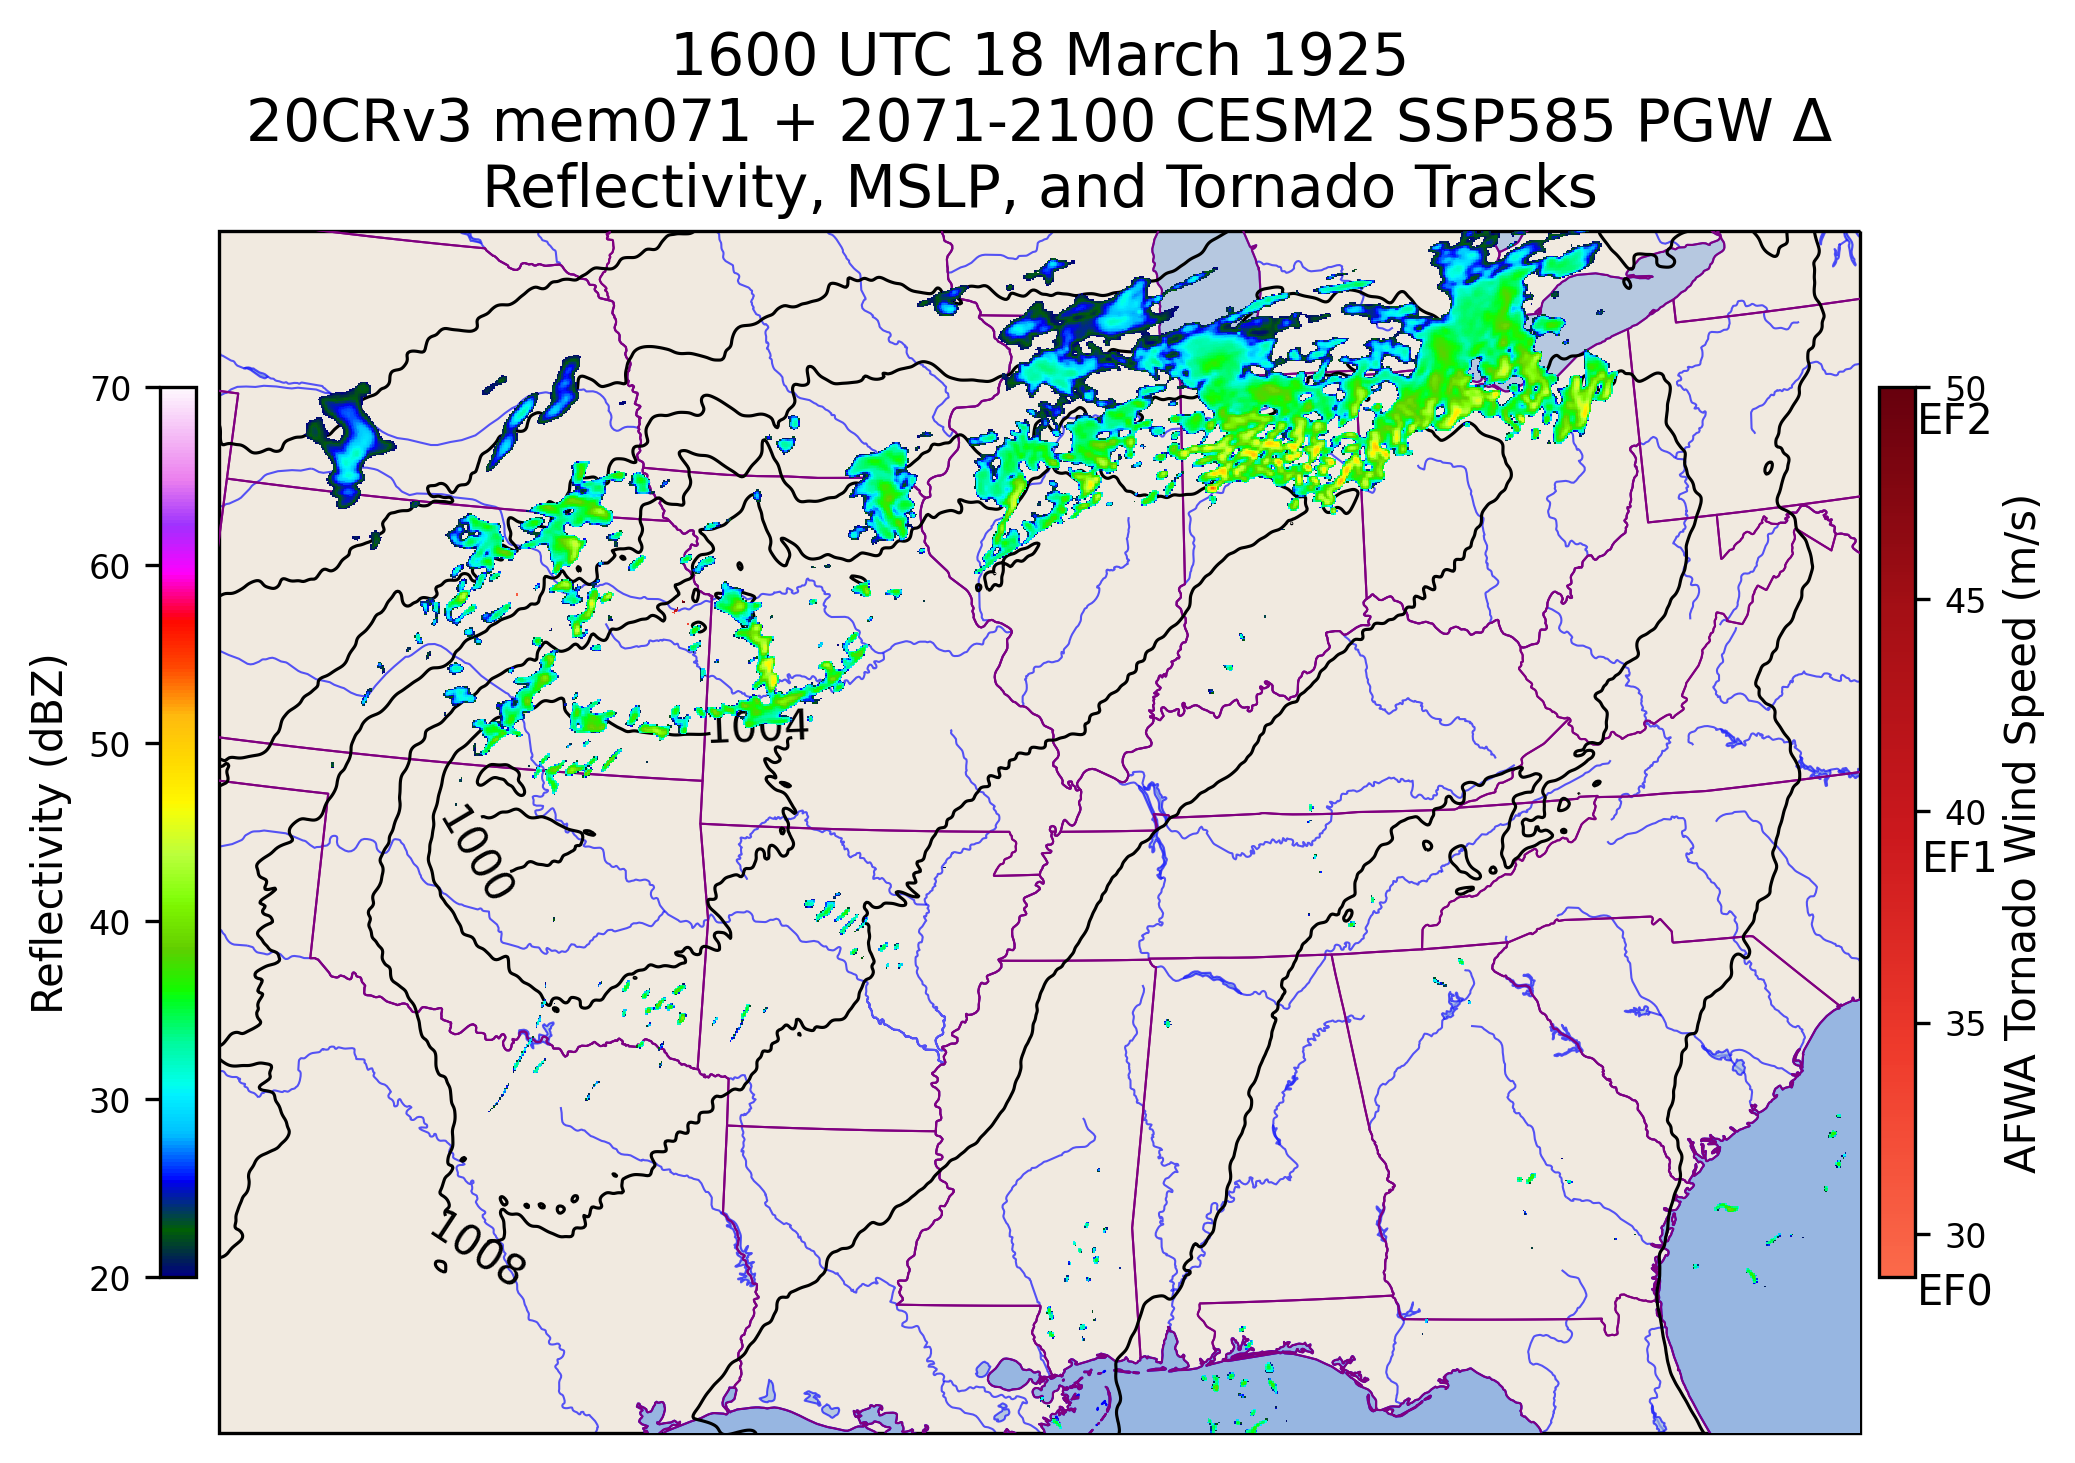 1600 UTC 18 March 1925
20CRv3 mem071 + 2071-2100 CESM2 SSP585 PGW Δ
Reflectivity, MSLP, and Tornado Tracks
70
60
50
40
30
20
Reflectivity (dBZ)
1004
1000
1008
50
EF2
45
40
EF1
35
30
EF0
AFWA Tornado Wind Speed (m/s)